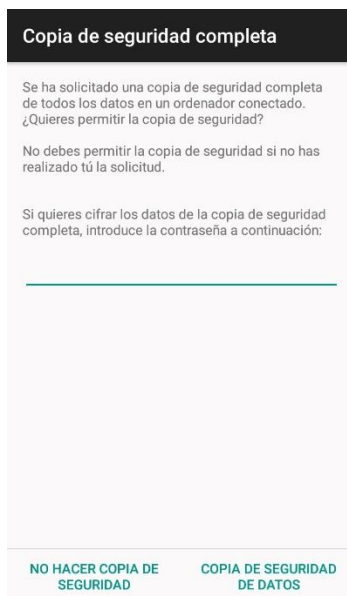 Copia de seguridad completa
Se ha solicitado una copia de seguridad completa
de todos los datos en un ordenador conectado.
¿Quieres permitir la copia de seguridad?
No debes permitir la copia de seguridad si no has
realizado tú la solicitud.
Si quieres cifrar los datos de la copia de seguridad
completa, introduce la contraseña a continuación:
NO HACER COPIA DE
SEGURIDAD
COPIA DE SEGURIDAD
DE DATOS